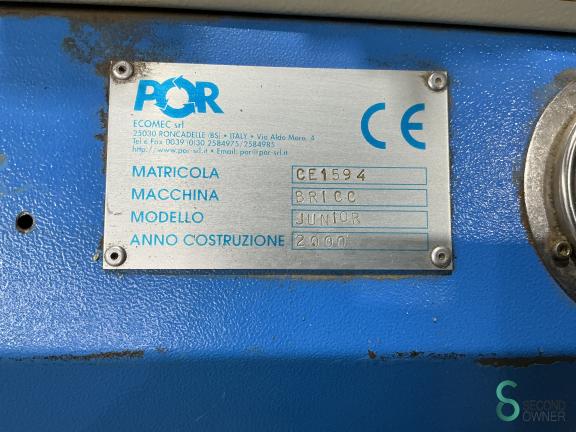 POR
ECOMEC srl
25030 RONCADELLE (BS) • ITALY • Via Aldo Moro, 4
Tel e Fax 0039 (0)30 2584975/2584985
http://www.por-srl.it • Email: por@por-srl.it
CE
MATRICOLA CE1594
MACCHINA BRICC
MODELLO JUNIOR
ANNO COSTRUZIONE 2000
SECOND
OWNER